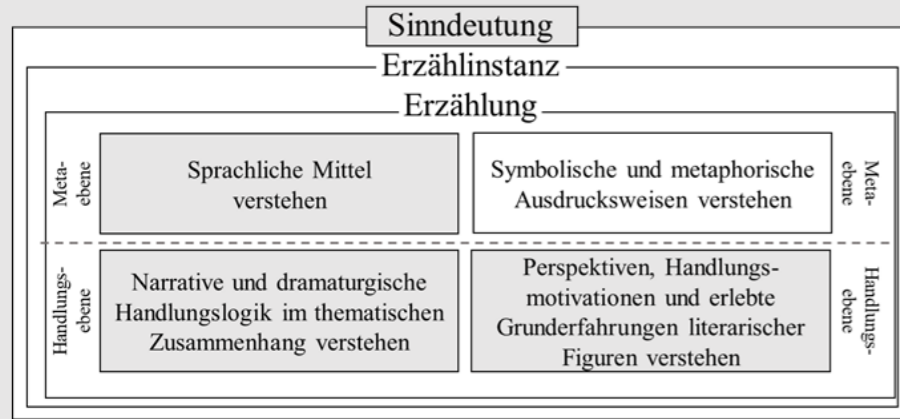 Sinndeutung
Erzählinstanz
Erzählung
Meta-
ebene
Sprachliche Mittel
verstehen
Symbolische und metaphorische
Ausdrucksweisen verstehen
Meta-
ebene
Handlungs-
ebene
Narrative und dramaturgische
Handlungslogik im thematischen
Zusammenhang verstehen
Perspektiven, Handlungs-
motivationen und erlebte
Grunderfahrungen literarischer
Figuren verstehen
Handlungs-
ebene